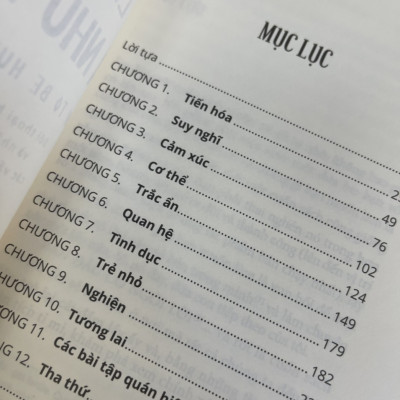 MỤC LỤC
Lời tựa
CHƯƠNG 1. Tiến hóa
CHƯƠNG 2. Suy nghĩ 49
CHƯƠNG 3. Cảm xúc 76
CHƯƠNG 4. Cơ thể 102
CHƯƠNG 5. Trắc ẩn 124
CHƯƠNG 6. Quan hệ 149
CHƯƠNG 7. Tình dục 179
CHƯƠNG 8. Trẻ nhỏ 182
CHƯƠNG 9. Nghiện
CHƯƠNG 10. Tương lai
11. Các bài tập quán
12. Tha thứ